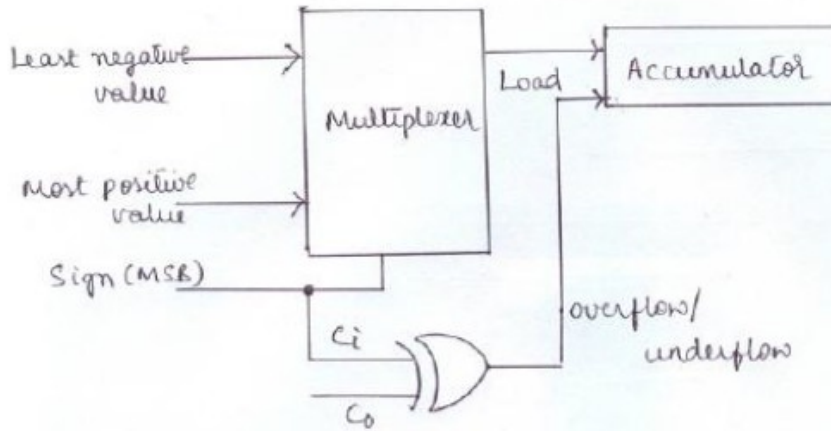 Least negative
value
Multiplexer
Load
Accumulator
Most positive
value
Sign (MSB)
Ci
Co
overflow/
underflow